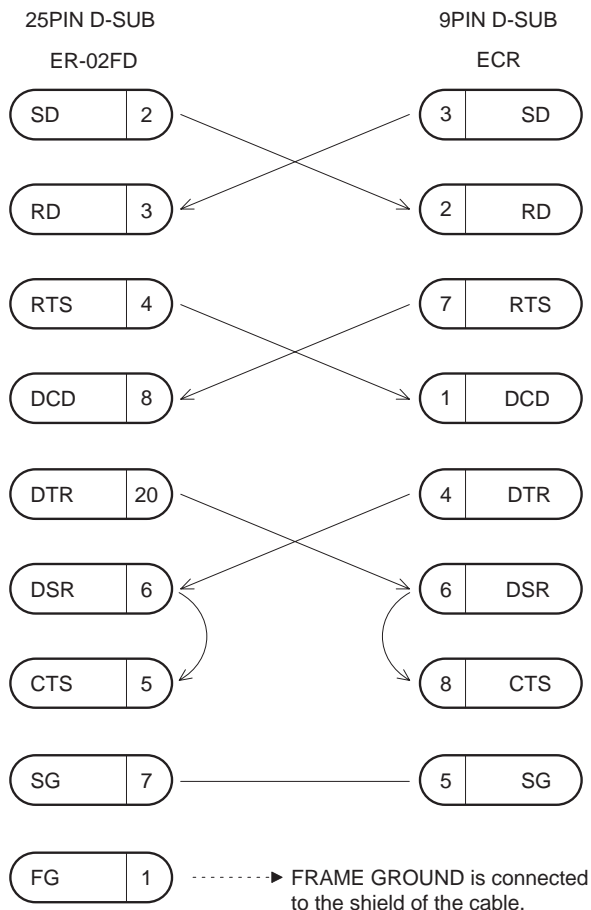 25PIN D-SUB 9PIN D-SUB
ER-02FD ECR
SD 2 3 SD
RD 3 2 RD
RTS 4 7 RTS
DCD 8 1 DCD
DTR 20 4 DTR
DSR 6 6 DSR
CTS 5 8 CTS
SG 7 5 SG
FG 1 FRAME GROUND is connected
to the shield of the cable.